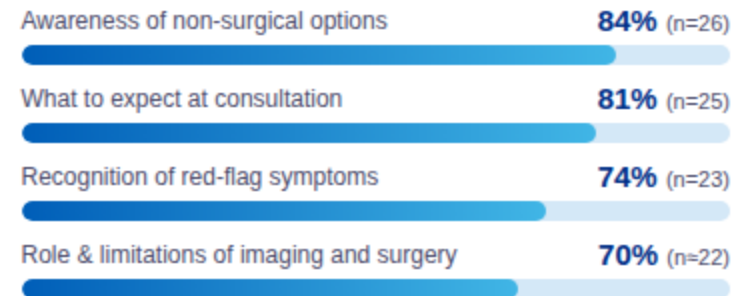 Awareness of non-surgical options 84% (n=26)
What to expect at consultation 81% (n=25)
Recognition of red-flag symptoms 74% (n=23)
Role & limitations of imaging and surgery 70% (n≈22)